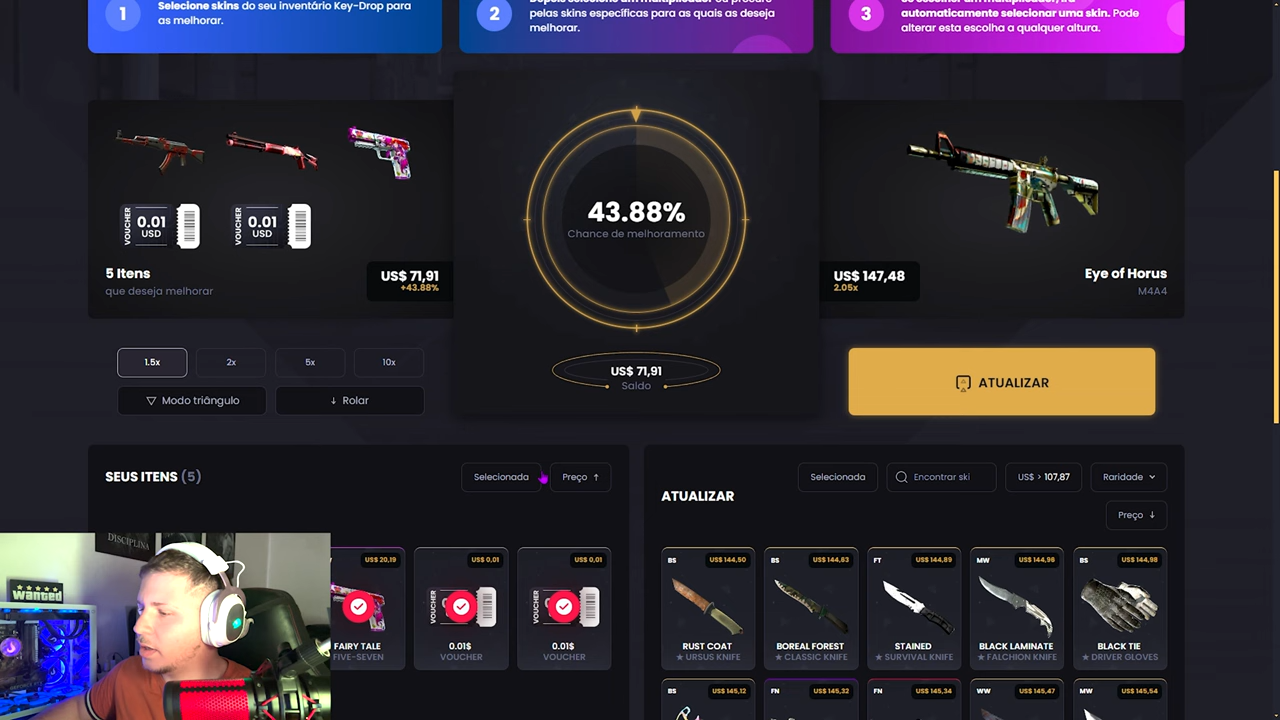 1
Selecione skins do seu inventário Key-Drop para
as melhorar.
2
pelas skins específicas para as quais as deseja
melhorar.
3
automaticamente selecionar uma skin. Pode
alterar esta escolha a qualquer altura.
VOUCHER
0.01
USD
VOUCHER
0.01
USD
5 Itens
que deseja melhorar
US$ 71,91
+43.88%
43.88%
Chance de melhoramento
US$ 147,48
2.05x
Eye of Horus
M4A4
1.5x
2x
5x
10x
Modo triângulo
Rolar
US$ 71,91
Saldo
ATUALIZAR
SEUS ITENS (5)
Selecionada
Preço ↑
ATUALIZAR
Selecionada
Encontrar ski
US$ > 107,87
Raridade
Preço ↓
US$ 20,19
FAIRY TALE
FIVE-SEVEN
US$ 0,01
VOUCHER
0.01$
VOUCHER
US$ 0,01
VOUCHER
0.01$
VOUCHER
BS
US$ 144,50
RUST COAT
★ URSUS KNIFE
BS
US$ 144,83
BOREAL FOREST
★ CLASSIC KNIFE
FT
US$ 144,89
STAINED
★ SURVIVAL KNIFE
MW
US$ 144,96
BLACK LAMINATE
★ FALCHION KNIFE
BS
US$ 144,98
BLACK TIE
★ DRIVER GLOVES
BS
US$ 145,12
FN
US$ 145,32
FN
US$ 145,34
WW
US$ 145,47
MW
US$ 145,54
DISCIPLINA
WANTED